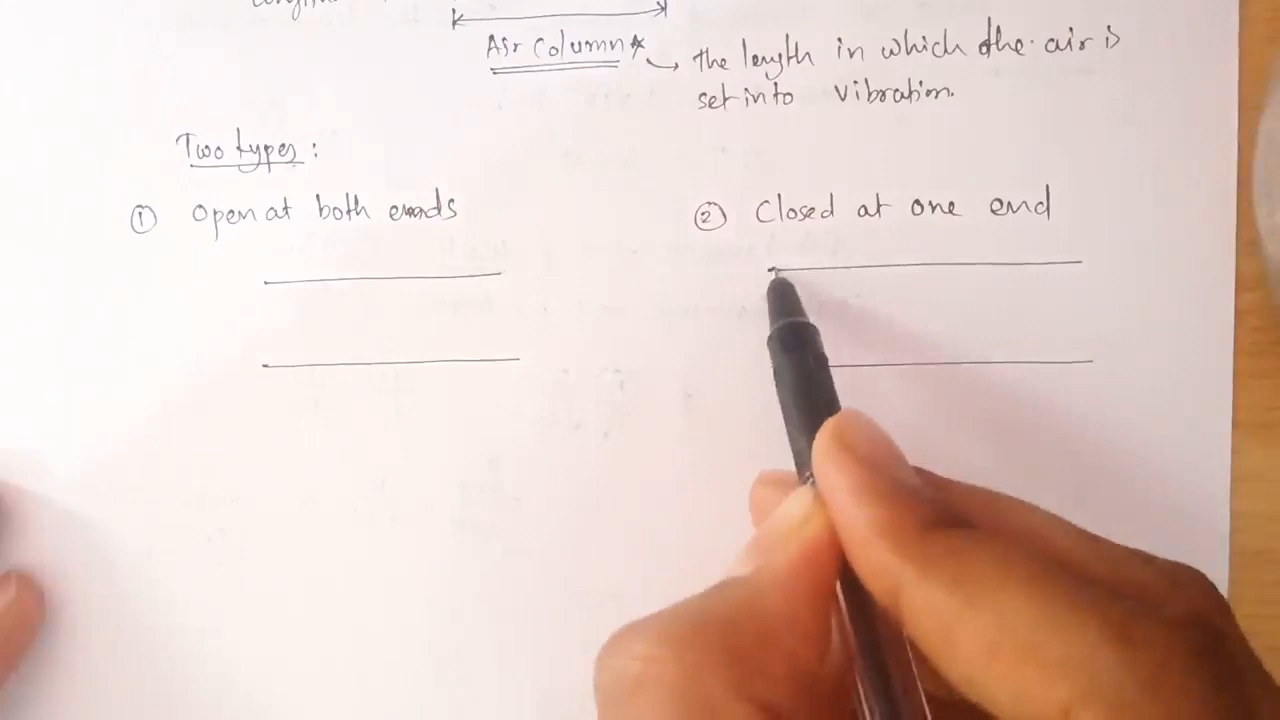 Air Column
the length in which the air is
set into vibration.
Two types :
① Open at both ends
② Closed at one end